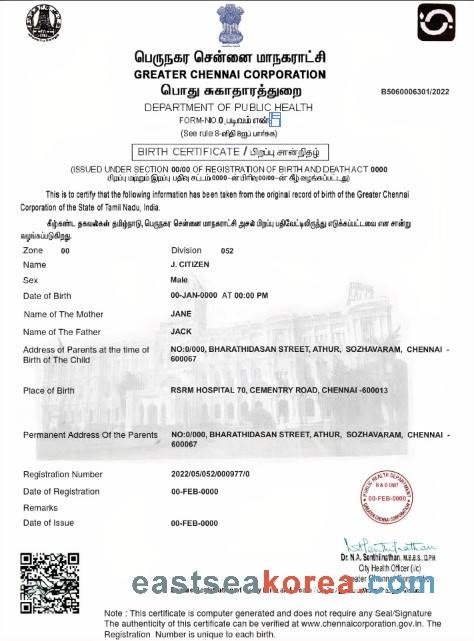 பெருநகர சென்னை மாநகராட்சி
GREATER CHENNAI CORPORATION
பொது சுகாதாரத்துறை
B5060006301/2022
DEPARTMENT OF PUBLIC HEALTH
FORM-NO.0, படிவம் எண்
(See rule 8-விதி 8ஐப் பார்க்க)
BIRTH CERTIFICATE / பிறப்பு சான்றிதழ்
(ISSUED UNDER SECTION 00/00 OF REGISTRATION OF BIRTH AND DEATH ACT 0000
பிறப்பு மற்றும் இறப்பு பதிவு சட்டம் 0000 -ன் பிரிவு 00/00-ன் கீழ் வழங்கப்பட்டது)
This is to certify that the following information has been taken from the original record of birth of the Greater Chennai
Corporation of the State of Tamil Nadu, India.
கீழ்கண்ட தகவல்கள் தமிழ்நாடு, பெருநகர சென்னை மாநகராட்சி அசல் பிறப்பு பதிவேட்டிலிருந்து எடுக்கப்பட்டவை என சான்று
வழங்கப்படுகிறது.
Zone 00 Division 052
Name J. CITIZEN
Sex Male
Date of Birth 00-JAN-0000 AT 00:00 PM
Name of The Mother JANE
Name of The Father JACK
Address of Parents at the time of Birth of The Child NO:0/000, BHARATHIDASAN STREET, ATHUR, SOZHAVARAM, CHENNAI - 600067
Place of Birth RSRM HOSPITAL 70, CEMENTRY ROAD, CHENNAI -600013
Permanent Address Of the Parents NO:0/000, BHARATHIDASAN STREET, ATHUR, SOZHAVARAM, CHENNAI - 600067
Registration Number 2022/05/052/000977/0
Date of Registration 00-FEB-0000
Remarks
Date of Issue 00-FEB-0000
PUBLIC HEALTH DEPARTMENT
B & D UNIT
00-FEB-0000
GREATER CHENNAI CORPORATION
Dr. N.A. Senthilnathan, M.B.B.S., D.P.H
City Health Officer (i/c)
Greater Chennai Corporation
eastseakorea.com
Note : This certificate is computer generated and does not require any Seal/Signature
The authenticity of this certificate can be verified at www.chennaicorporation.gov.in. The
Registration Number is unique to each birth.